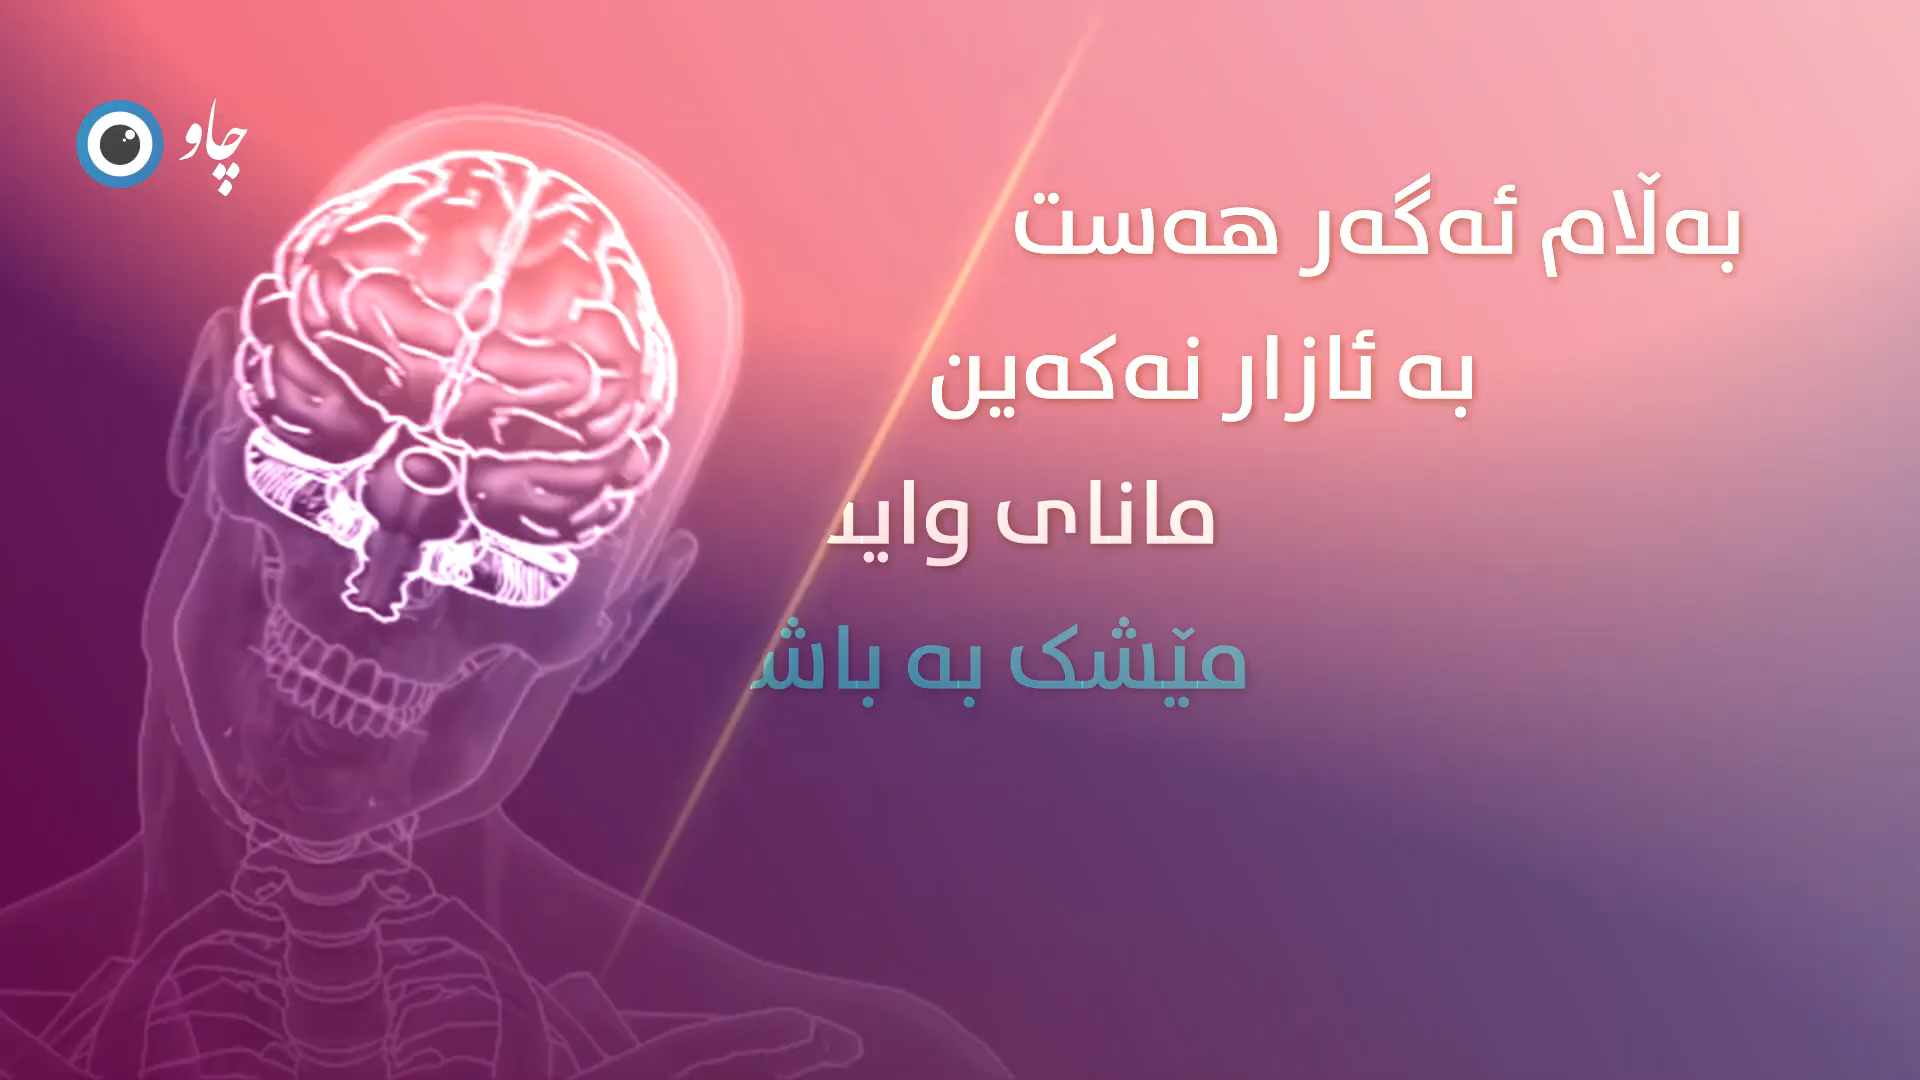 چاو
بەڵام ئەگەر هەست
بە ئازار نەکەین
مانای واید
مێشک بە باش